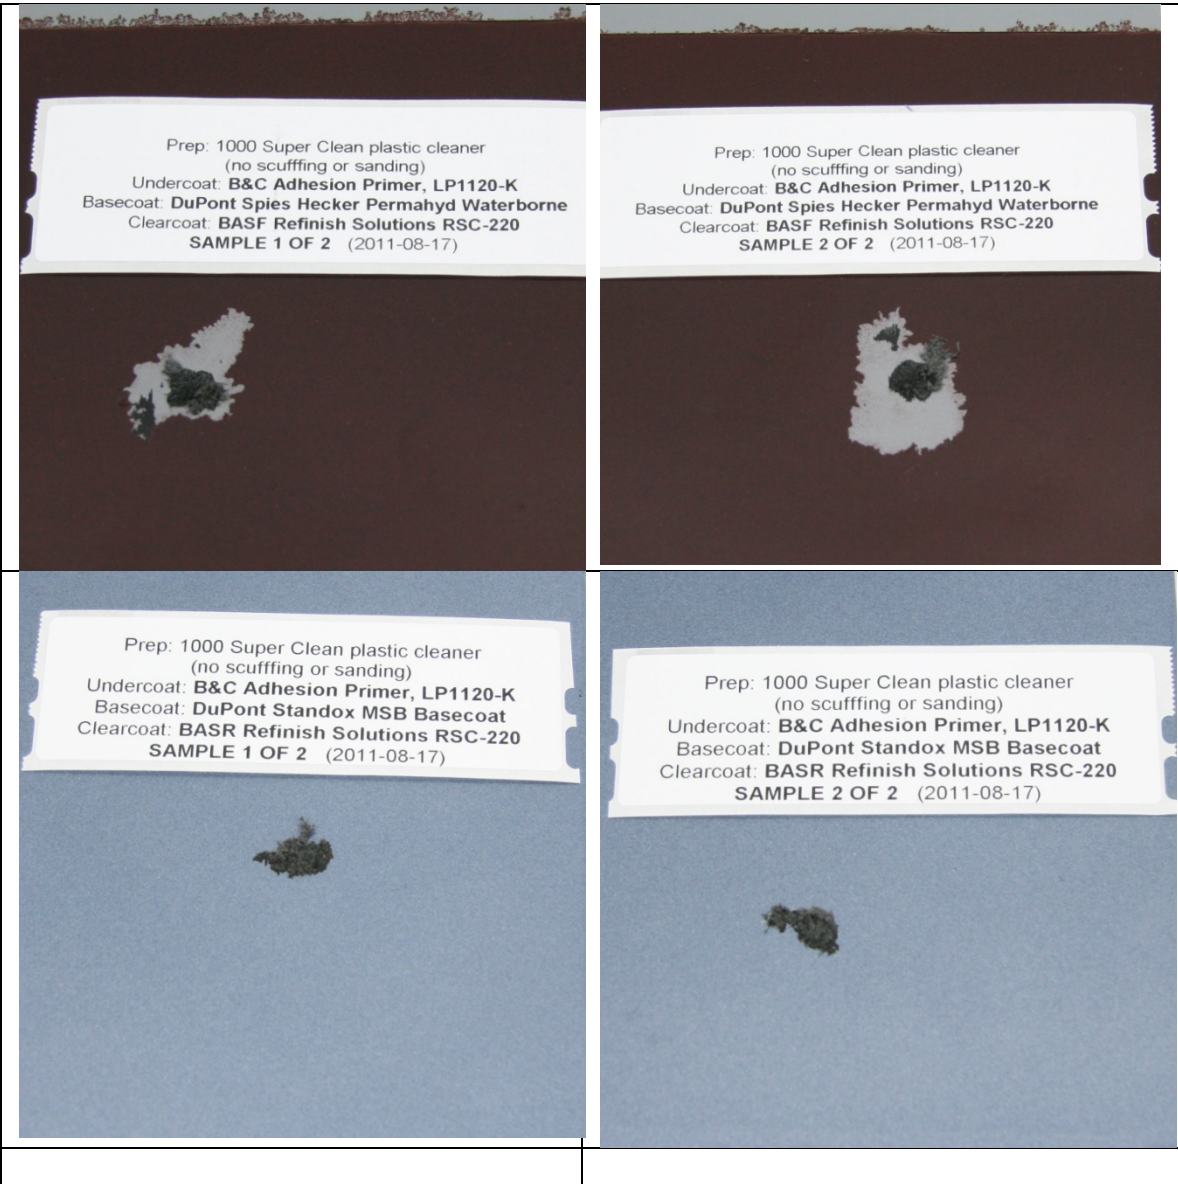 Prep: 1000 Super Clean plastic cleaner
(no scufffing or sanding)
Undercoat: B&C Adhesion Primer, LP1120-K
Basecoat: DuPont Spies Hecker Permahyd Waterborne
Clearcoat: BASF Refinish Solutions RSC-220
SAMPLE 1 OF 2 (2011-08-17)
Prep: 1000 Super Clean plastic cleaner
(no scufffing or sanding)
Undercoat: B&C Adhesion Primer, LP1120-K
Basecoat: DuPont Spies Hecker Permahyd Waterborne
Clearcoat: BASF Refinish Solutions RSC-220
SAMPLE 2 OF 2 (2011-08-17)
Prep: 1000 Super Clean plastic cleaner
(no scufffing or sanding)
Undercoat: B&C Adhesion Primer, LP1120-K
Basecoat: DuPont Standox MSB Basecoat
Clearcoat: BASR Refinish Solutions RSC-220
SAMPLE 1 OF 2 (2011-08-17)
Prep: 1000 Super Clean plastic cleaner
(no scufffing or sanding)
Undercoat: B&C Adhesion Primer, LP1120-K
Basecoat: DuPont Standox MSB Basecoat
Clearcoat: BASR Refinish Solutions RSC-220
SAMPLE 2 OF 2 (2011-08-17)